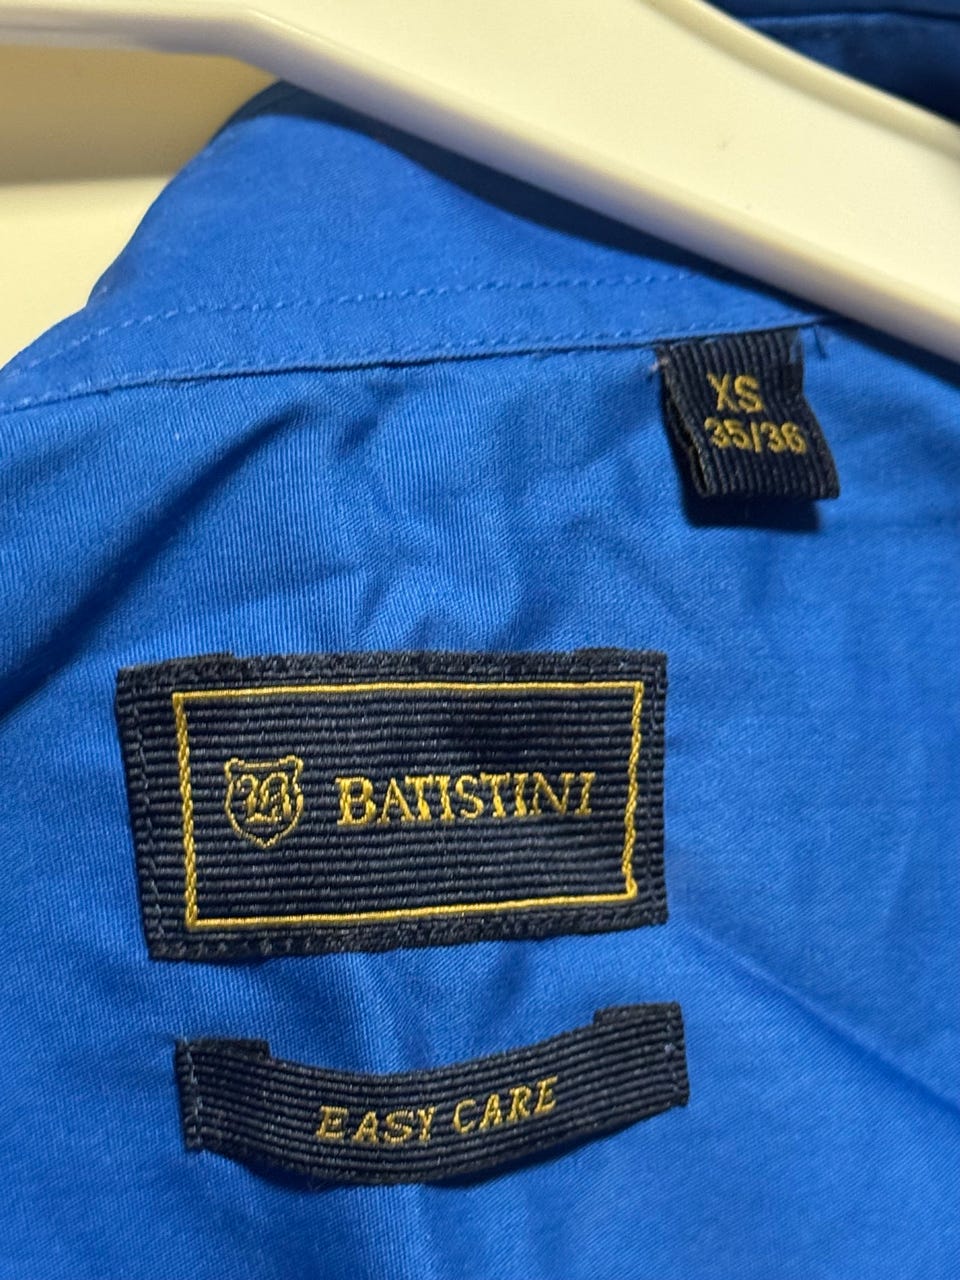 XS
35/36
BATISTINI
EASY CARE